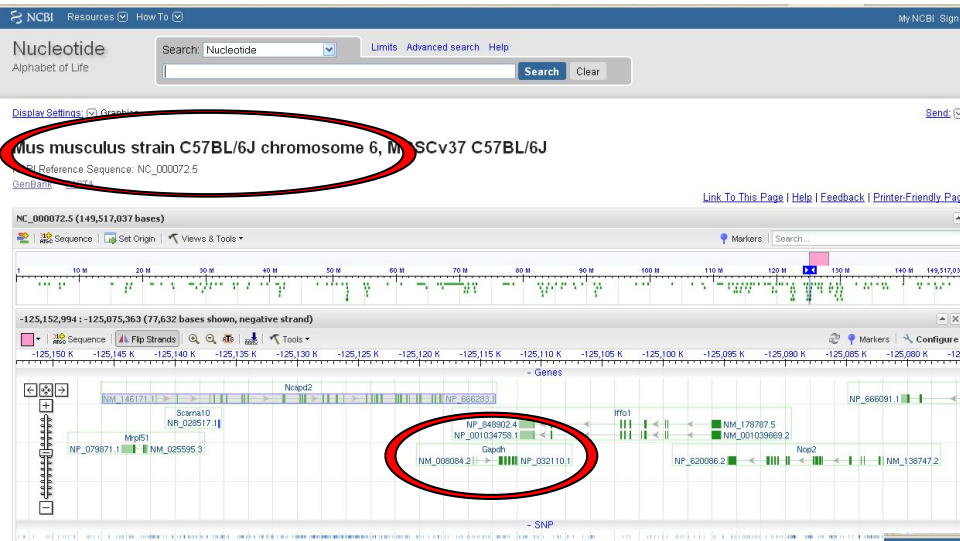 NCBI Resources How To My NCBI Sign
Nucleotide
Alphabet of Life
Search: Nucleotide Limits Advanced search Help
Search Clear
Display Settings: Graphics Send:
Mus musculus strain C57BL/6J chromosome 6, M SCv37 C57BL/6J
NCBI Reference Sequence: NC_000072.5
GenBank FASTA
Link To This Page | Help | Feedback | Printer-Friendly Pag
NC_000072.5 (149,517,037 bases)
Sequence Set Origin Views & Tools Markers Search...
1 10 M 20 M 30 M 40 M 50 M 60 M 70 M 80 M 90 M 100 M 110 M 120 M 130 M 140 M 149,517,03
-125,152,994 : -125,075,363 (77,632 bases shown, negative strand)
Sequence Flip Strands Tools Markers Configure
-125,150 K -125,145 K -125,140 K -125,135 K -125,130 K -125,125 K -125,120 K -125,115 K -125,110 K -125,105 K -125,100 K -125,095 K -125,090 K -125,085 K -125,080 K -12
- Genes
Ncapd2
NM_146171.1 NP_666283.1 NP_666091.1
Scarna10 Iffo1
NR_028517.1 NP_848902.4 NM_178787.5
NP_001034758.1 NM_001039669.2
Mrpl51 Gapdh Nop2
NP_079871.1 NM_025595.3 NM_008084.2 NP_032110.1 NP_620086.2 NM_138747.2
- SNP